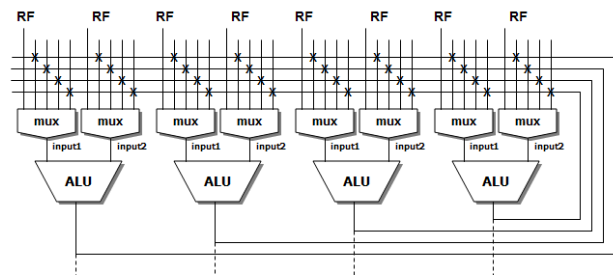 RF RF RF RF RF RF RF RF
X X X X X X X X
X X X X X X X X
X X X X X X X X
X X X X X X X X
mux mux mux mux mux mux mux mux
input1 input2 input1 input2 input1 input2 input1 input2
ALU ALU ALU ALU